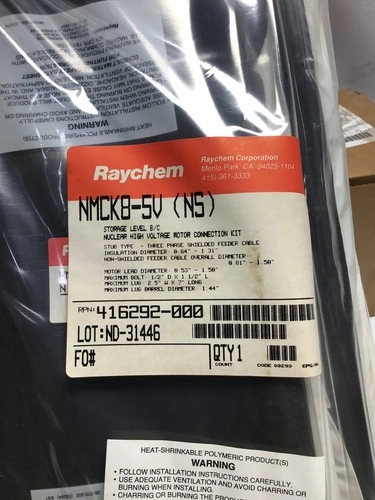 WARNING
HEAT-SHRINKABLE POLYMERIC PRODUCT(S)
Raychem
Raychem Corporation
Menlo Park, CA 94025-1164
415) 361-3333
NMCK8-5V (NS)
STORAGE LEVEL B/C
NUCLEAR HIGH VOLTAGE MOTOR CONNECTION KIT
STUB TYPE - THREE PHASE SHIELDED FEEDER CABLE
INSULATION DIAMETER: 0.64" - 1.31"
NON-SHIELDED FEEDER CABLE OVERALL DIAMETER:
0.81" - 1.50"
MOTOR LEAD DIAMETER: 0.53" - 1.50"
MAXIMUM BOLT: 1/2" D X 1 1/2" L
MAXIMUM LUG: 2.5" W X 7" LONG
MAXIMUM LUG BARREL DIAMETER: 1.44"
RPN: 416292-000
LOT: ND-31446
FO#
QTY 1
COUNT
CODE 03293
HEAT-SHRINKABLE POLYMERIC PRODUCT(S)
WARNING
• FOLLOW INSTALLATION INSTRUCTIONS CAREFULLY.
• USE ADEQUATE VENTILATION AND AVOID CHARRING OR
BURNING WHEN INSTALLING.
• CHARRING OR BURNING THE PRODUCT